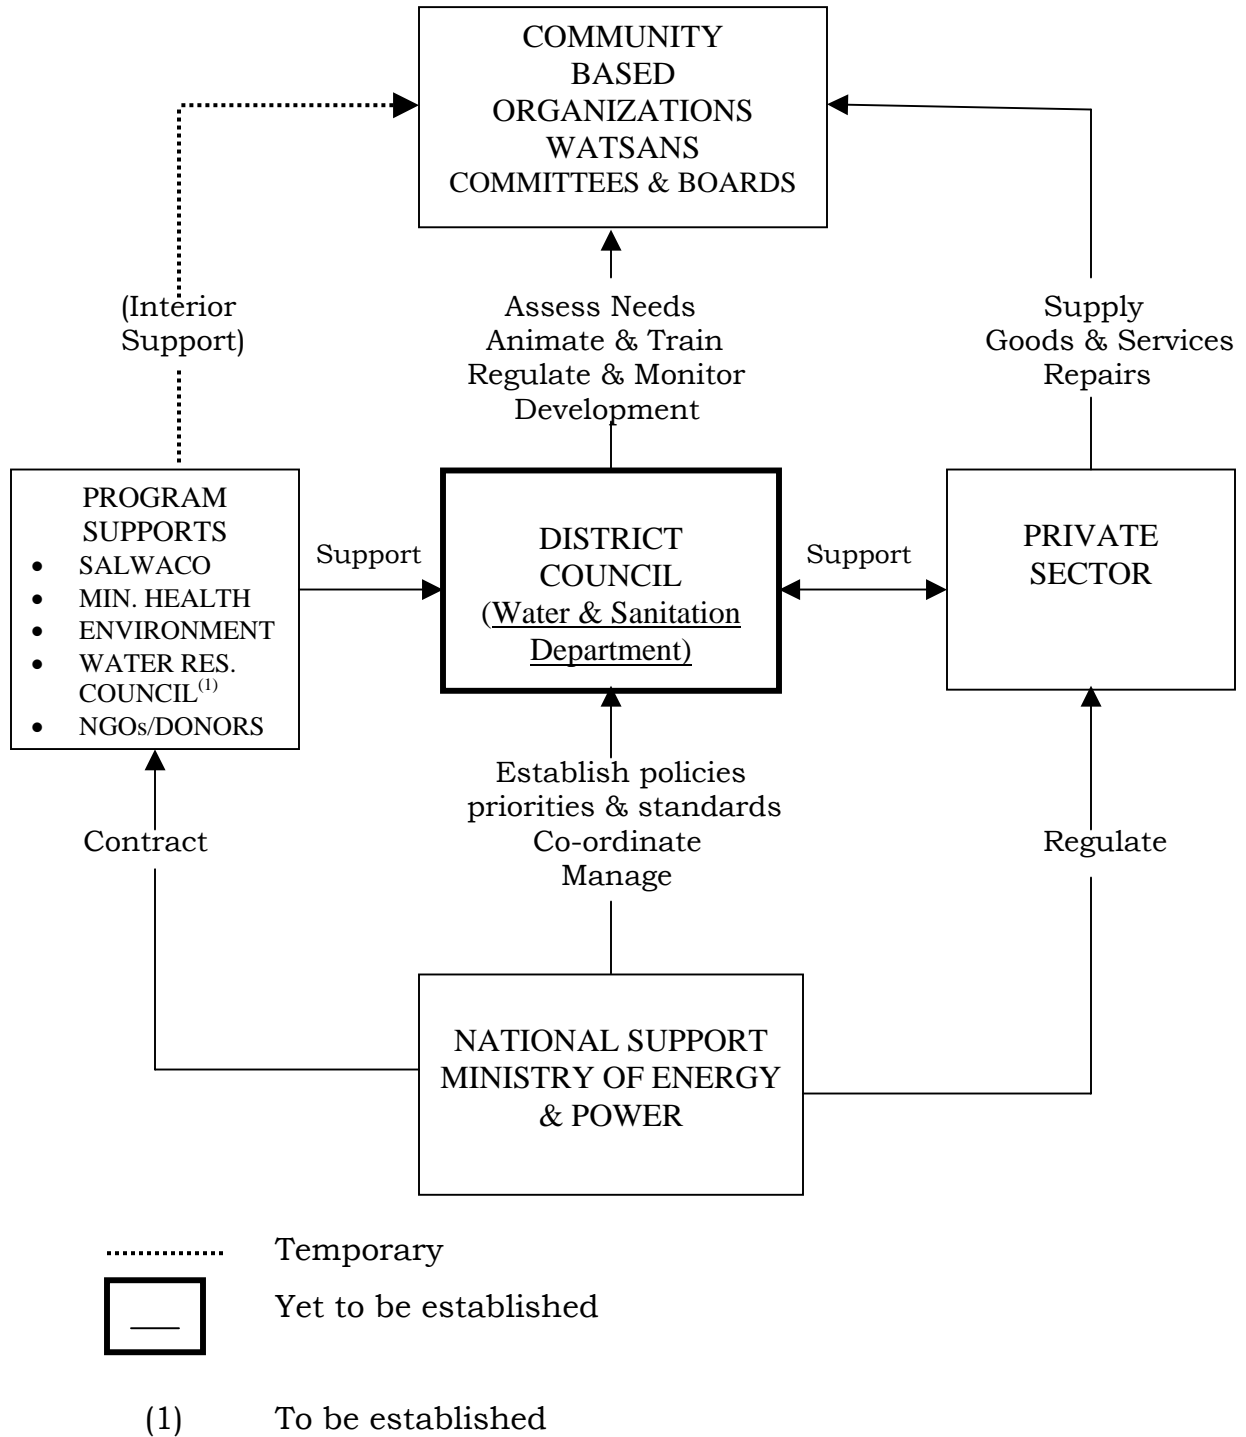 COMMUNITY
BASED
ORGANIZATIONS
WATSANS
COMMITTEES & BOARDS
(Interior
Support)
Assess Needs
Animate & Train
Regulate & Monitor
Development
Supply
Goods & Services
Repairs
PROGRAM
SUPPORTS
• SALWACO
• MIN. HEALTH
• ENVIRONMENT
• WATER RES.
COUNCIL(1)
• NGOs/DONORS
Support
DISTRICT
COUNCIL
(Water & Sanitation
Department)
Support
PRIVATE
SECTOR
Contract
Establish policies
priorities & standards
Co-ordinate
Manage
Regulate
NATIONAL SUPPORT
MINISTRY OF ENERGY
& POWER
Temporary
Yet to be established
(1) To be established